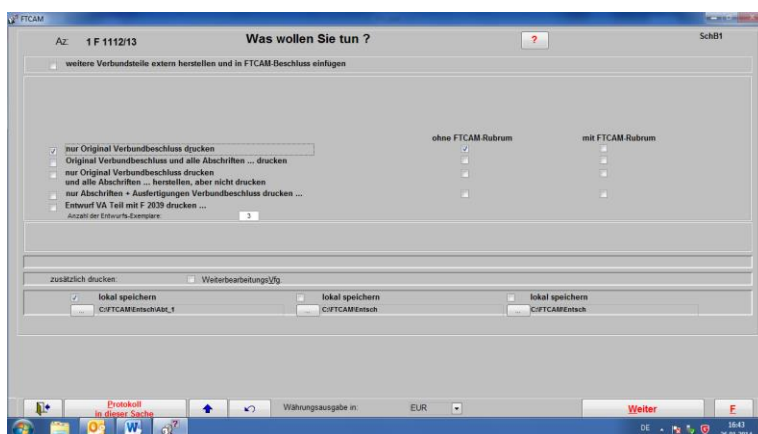 FTCAM
Az: 1 F 1112/13 Was wollen Sie tun ? ? SchB1
weitere Verbundsteile extern herstellen und in FTCAM-Beschluss einfügen
ohne FTCAM-Rubrum mit FTCAM-Rubrum
nur Original Verbundbeschluss drucken
Original Verbundbeschluss und alle Abschriften ... drucken
nur Original Verbundbeschluss drucken
und alle Abschriften ... herstellen, aber nicht drucken
nur Abschriften + Ausfertigungen Verbundbeschluss drucken ...
Entwurf VA Teil mit F 2039 drucken ...
Anzahl der Entwurfs-Exemplare: 3
zusätzlich drucken: WeiterbearbeitungsVfg.
lokal speichern lokal speichern lokal speichern
... C:\FTCAM\Entsch\Abt_1 ... C:\FTCAM\Entsch ... C:\FTCAM\Entsch
Protokoll
in dieser Sache Währungsausgabe in: EUR Weiter F
DE 16:43